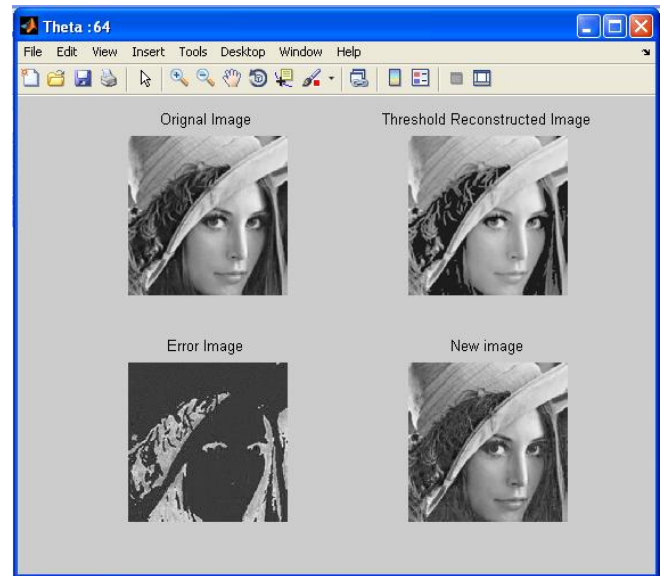 Theta :64
File Edit View Insert Tools Desktop Window Help
Orignal Image
Threshold Reconstructed Image
Error Image
New image